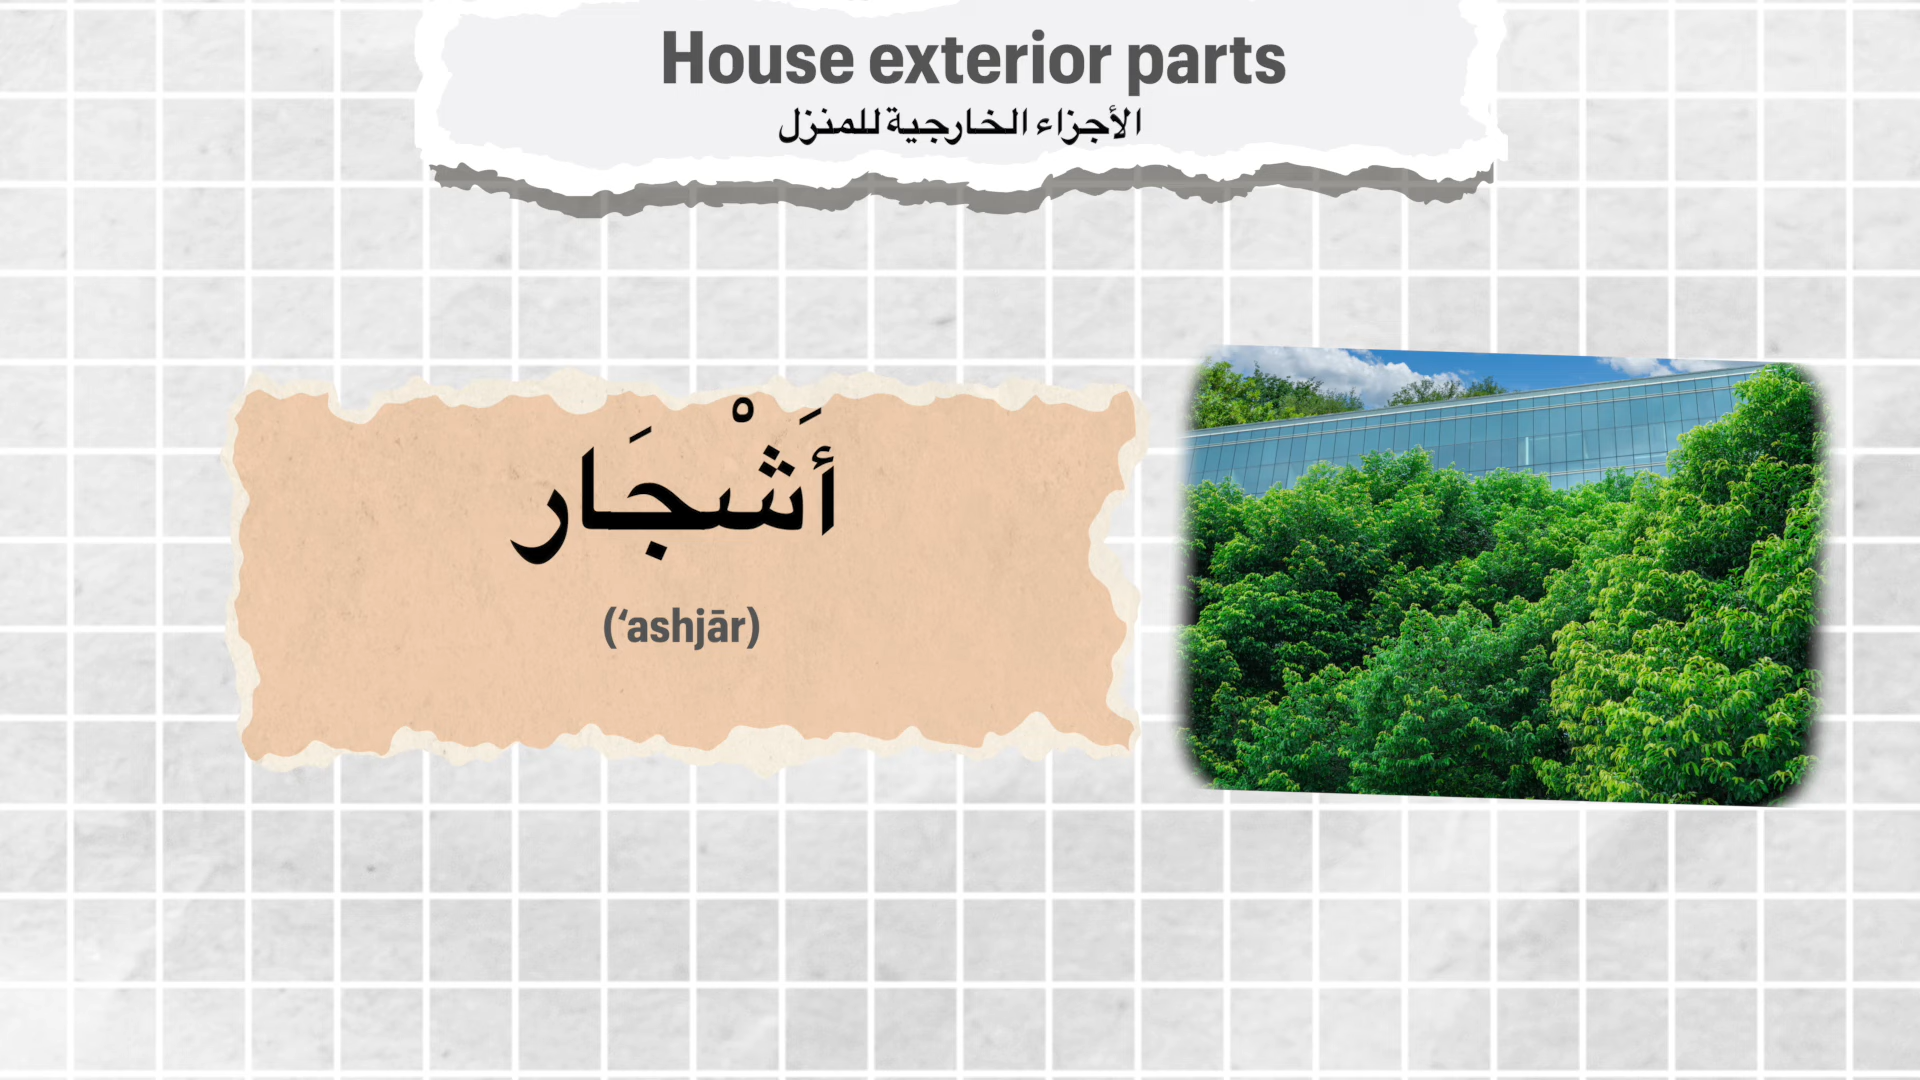 House exterior parts
الأجزاء الخارجية للمنزل
أَشْجَار
(‘ashjār)